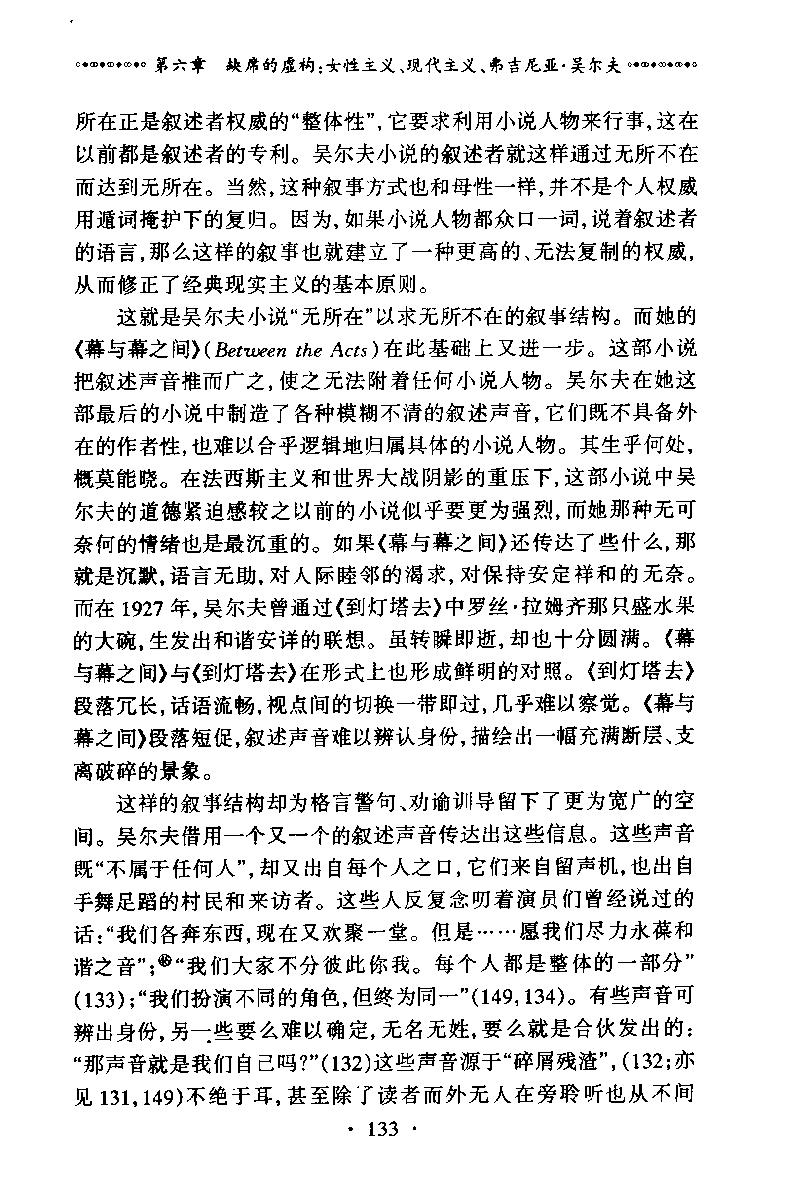 第六章 缺席的虚构:女性主义、现代主义、弗吉尼亚·吴尔夫
所在正是叙述者权威的“整体性”,它要求利用小说人物来行事,这在
以前都是叙述者的专利。吴尔夫小说的叙述者就这样通过无所不在
而达到无所在。当然,这种叙事方式也和母性一样,并不是个人权威
用遁词掩护下的复归。因为,如果小说人物都众口一词,说着叙述者
的语言,那么这样的叙事也就建立了一种更高的、无法复制的权威,
从而修正了经典现实主义的基本原则。
这就是吴尔夫小说“无所在”以求无所不在的叙事结构。而她的
《幕与幕之间》(Between the Acts)在此基础上又进一步。这部小说
把叙述声音推而广之,使之无法附着任何小说人物。吴尔夫在她这
部最后的小说中制造了各种模糊不清的叙述声音,它们既不具备外
在的作者性,也难以合乎逻辑地归属具体的小说人物。其生乎何处,
概莫能晓。在法西斯主义和世界大战阴影的重压下,这部小说中吴
尔夫的道德紧迫感较之以前的小说似乎要更为强烈,而她那种无可
奈何的情绪也是最沉重的。如果《幕与幕之间》还传达了些什么,那
就是沉默,语言无助,对人际睦邻的渴求,对保持安定祥和的无奈。
而在 1927 年,吴尔夫曾通过《到灯塔去》中罗丝·拉姆齐那只盛水果
的大碗,生发出和谐安详的联想。虽转瞬即逝,却也十分圆满。《幕
与幕之间》与《到灯塔去》在形式上也形成鲜明的对照。《到灯塔去》
段落冗长,话语流畅,视点间的切换一带即过,几乎难以察觉。《幕与
幕之间》段落短促,叙述声音难以辨认身份,描绘出一幅充满断层、支
离破碎的景象。
这样的叙事结构却为格言警句、劝谕训导留下了更为宽广的空
间。吴尔夫借用一个又一个的叙述声音传达出这些信息。这些声音
既“不属于任何人”,却又出自每个人之口,它们来自留声机,也出自
手舞足蹈的村民和来访者。这些人反复念叨着演员们曾经说过的
话:“我们各奔东西,现在又欢聚一堂。但是……愿我们尽力永葆和
谐之音”;㊻“我们大家不分彼此你我。每个人都是整体的一部分”
(133);“我们扮演不同的角色,但终为同一”(149,134)。有些声音可
辨出身份,另一些要么难以确定,无名无姓,要么就是合伙发出的:
“那声音就是我们自己吗?”(132)这些声音源于“碎屑残渣”,(132;亦
见 131,149)不绝于耳,甚至除了读者而外无人在旁聆听也从不间
· 133 ·